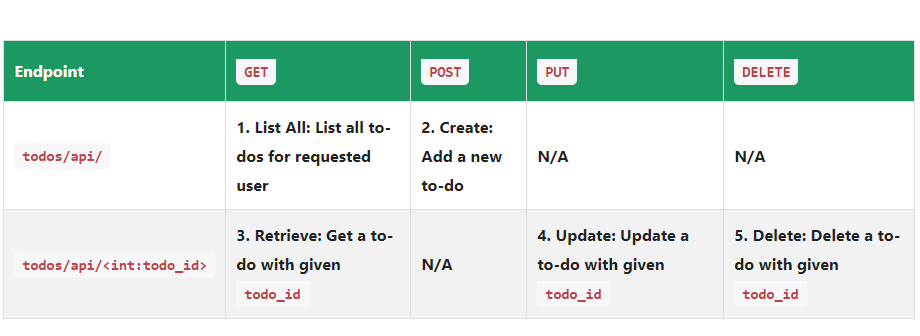 Endpoint GET POST PUT DELETE
todos/api/
1. List All: List all to-
dos for requested
user
2. Create:
Add a new
to-do
N/A
N/A
todos/api/<int:todo_id>
3. Retrieve: Get a to-
do with given
todo_id
N/A
4. Update: Update a
to-do with given
todo_id
5. Delete: Delete a to-
do with given
todo_id